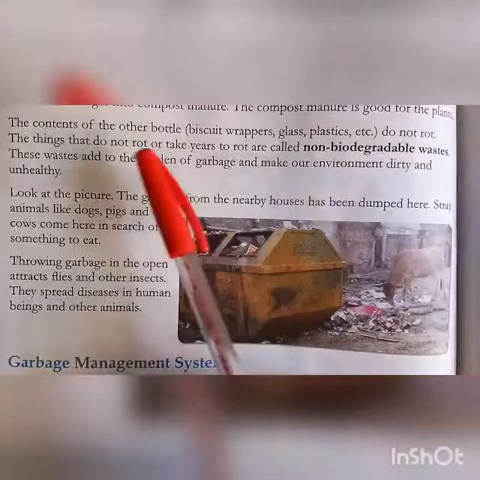 compost manure. The compost manure is good for the plants.
The contents of the other bottle (biscuit wrappers, glass, plastics, etc.) do not rot.
The things that do not rot or take years to rot are called non-biodegradable wastes.
These wastes add to the en of garbage and make our environment dirty and
unhealthy.
Look at the picture. The g from the nearby houses has been dumped here. Stray
animals like dogs, pigs and
cows come here in search of
something to eat.
Throwing garbage in the open
attracts flies and other insects.
They spread diseases in human
beings and other animals.
Garbage Management Syste
InShOt